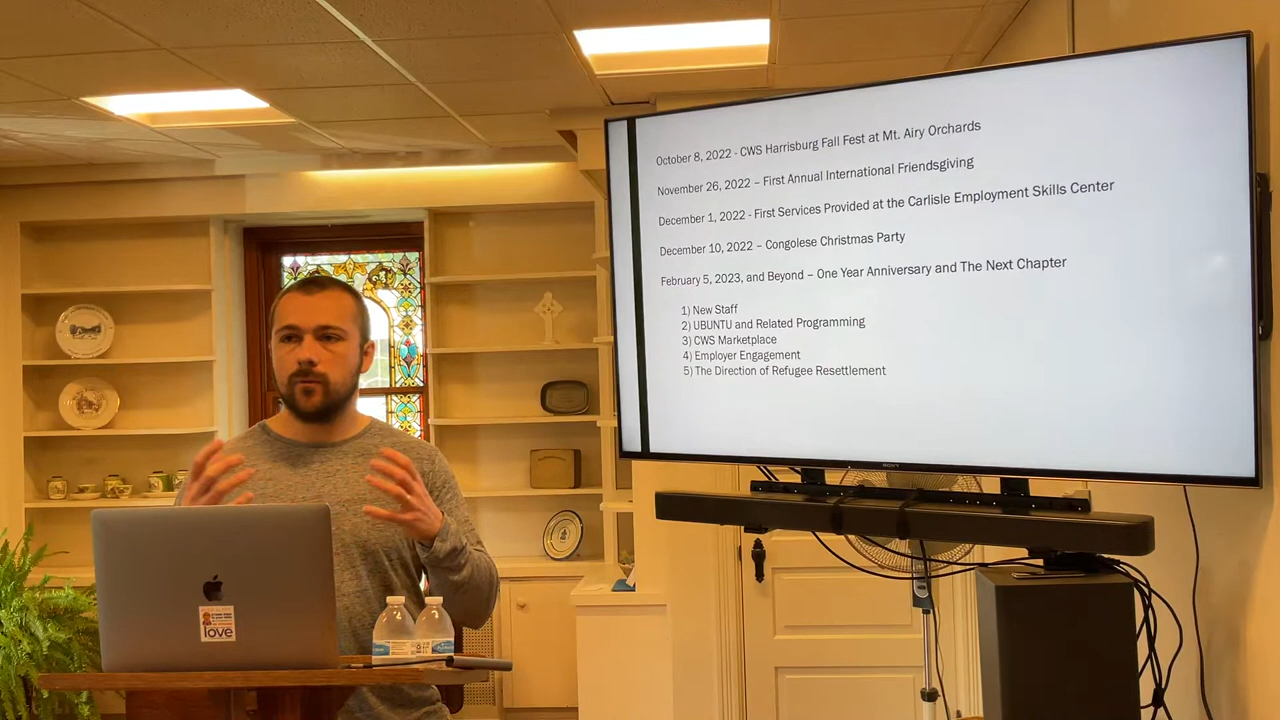 October 8, 2022 - CWS Harrisburg Fall Fest at Mt. Airy Orchards
November 26, 2022 – First Annual International Friendsgiving
December 1, 2022 - First Services Provided at the Carlisle Employment Skills Center
December 10, 2022 – Congolese Christmas Party
February 5, 2023, and Beyond – One Year Anniversary and The Next Chapter
1) New Staff
2) UBUNTU and Related Programming
3) CWS Marketplace
4) Employer Engagement
5) The Direction of Refugee Resettlement
SONY
love